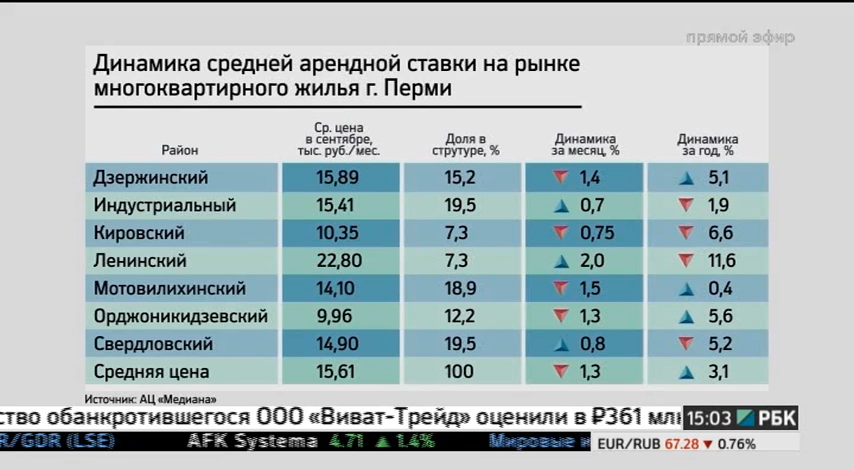 прямой эфир
Динамика средней арендной ставки на рынке
многоквартирного жилья г. Перми
Район Ср. цена в сентябре, тыс. руб./мес. Доля в струтуре, % Динамика за месяц, % Динамика за год, %
Дзержинский 15,89 15,2 ▼ 1,4 ▲ 5,1
Индустриальный 15,41 19,5 ▲ 0,7 ▼ 1,9
Кировский 10,35 7,3 ▼ 0,75 ▼ 6,6
Ленинский 22,80 7,3 ▲ 2,0 ▼ 11,6
Мотовилихинский 14,10 18,9 ▼ 1,5 ▲ 0,4
Орджоникидзевский 9,96 12,2 ▼ 1,3 ▲ 5,6
Свердловский 14,90 19,5 ▲ 0,8 ▼ 5,2
Средняя цена 15,61 100 ▼ 1,3 ▲ 3,1
Источник: АЦ «Медиана»
ство обанкротившегося ООО «Виват-Трейд» оценили в ₽361 млн 15:03 РБК
R/GDR (LSE) AFK Systema 4.71 ▲ 1.4% Мировые и EUR/RUB 67.28 ▼ 0.76%